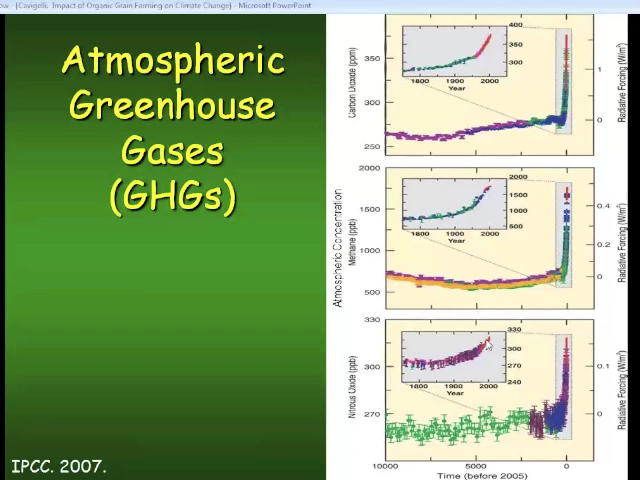 ow - [Cavigelli, Impact of Organic Grain Farming on Climate Change] - Microsoft PowerPoint
Atmospheric
Greenhouse
Gases
(GHGs)
IPCC. 2007.
Atmospheric Concentration
Carbon Dioxide (ppm)
350
300
250
400
350
300
1800
1900
2000
Year
1
0
Radiative Forcing (W/m²)
Methane (ppb)
2000
1500
1000
500
2000
1500
1000
500
1800
1900
2000
Year
0.4
0.2
0
Radiative Forcing (W/m²)
Nitrous Oxide (ppb)
330
300
270
330
300
270
240
1800
1900
2000
Year
0.1
0
Radiative Forcing (W/m²)
10000
5000
0
Time (before 2005)